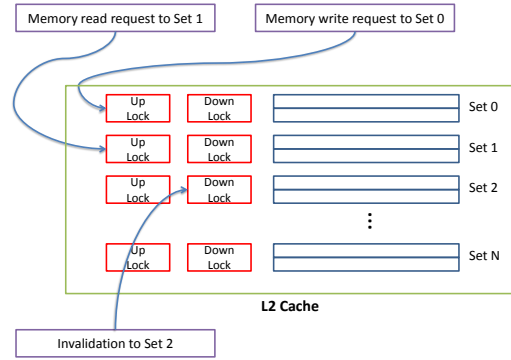 Memory read request to Set 1
Memory write request to Set 0
Up
Lock
Down
Lock
Set 0
Up
Lock
Down
Lock
Set 1
Up
Lock
Down
Lock
Set 2
...
Up
Lock
Down
Lock
Set N
L2 Cache
Invalidation to Set 2